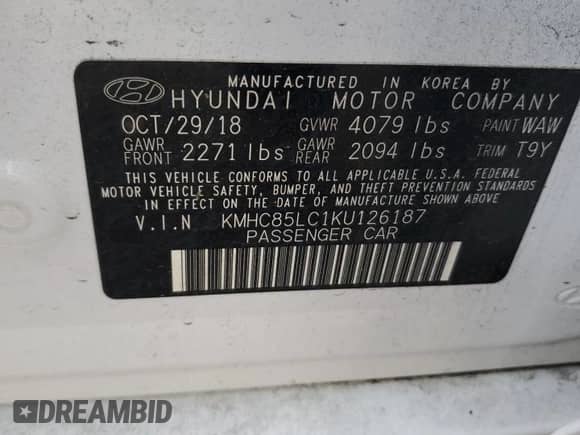 MANUFACTURED IN KOREA BY
HYUNDAI MOTOR COMPANY
OCT/29/18 GVWR 4079 lbs PAINT WAW
GAWR FRONT 2271 lbs GAWR REAR 2094 lbs TRIM T9Y
THIS VEHICLE CONFORMS TO ALL APPLICABLE U.S.A. FEDERAL
MOTOR VEHICLE SAFETY, BUMPER, AND THEFT PREVENTION STANDARDS
IN EFFECT ON THE DATE OF MANUFACTURE SHOWN ABOVE.
V.I.N KMHC85LC1KU126187
PASSENGER CAR
DREAMBID